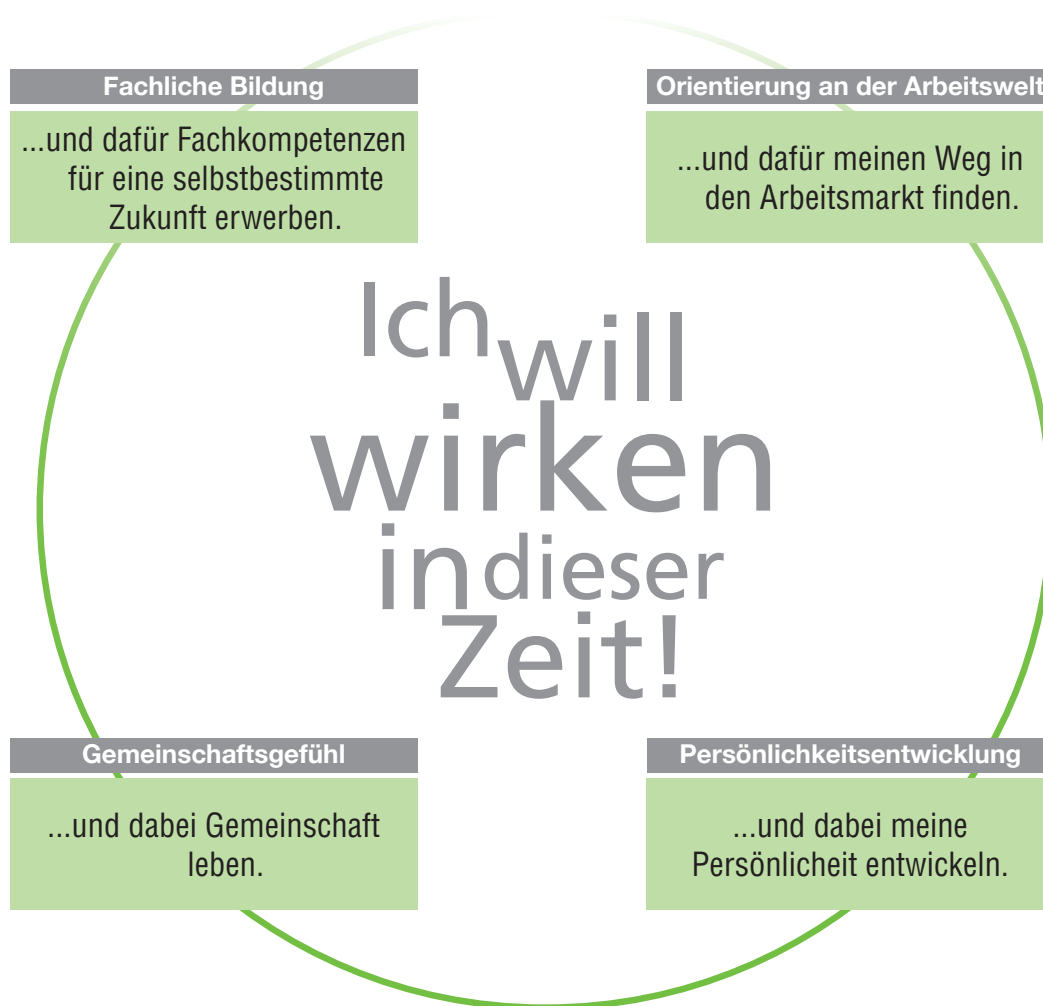 Fachliche Bildung
...und dafür Fachkompetenzen
für eine selbstbestimmte
Zukunft erwerben.
Orientierung an der Arbeitswelt
...und dafür meinen Weg in
den Arbeitsmarkt finden.
Ich will
wirken
in dieser
Zeit!
Gemeinschaftsgefühl
...und dabei Gemeinschaft
leben.
Persönlichkeitsentwicklung
...und dabei meine
Persönlicheit entwickeln.